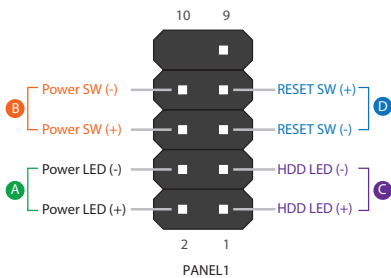 10 9
Power SW (-) RESET SW (+)
B D
Power SW (+) RESET SW (-)
Power LED (-) HDD LED (-)
A C
Power LED (+) HDD LED (+)
2 1
PANEL1